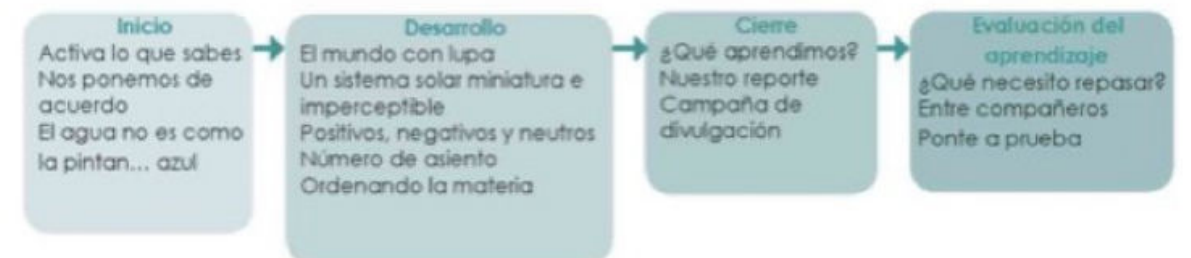 Inicio
Activa lo que sabes
Nos ponemos de
acuerdo
El agua no es como
la pintan... azul
Desarrollo
El mundo con lupa
Un sistema solar miniatura e
imperceptible
Positivos, negativos y neutros
Número de asiento
Ordenando la materia
Cierre
¿Qué aprendimos?
Nuestro reporte
Campaña de
divulgación
Evaluación del
aprendizaje
¿Qué necesito repasar?
Entre compañeros
Ponte a prueba